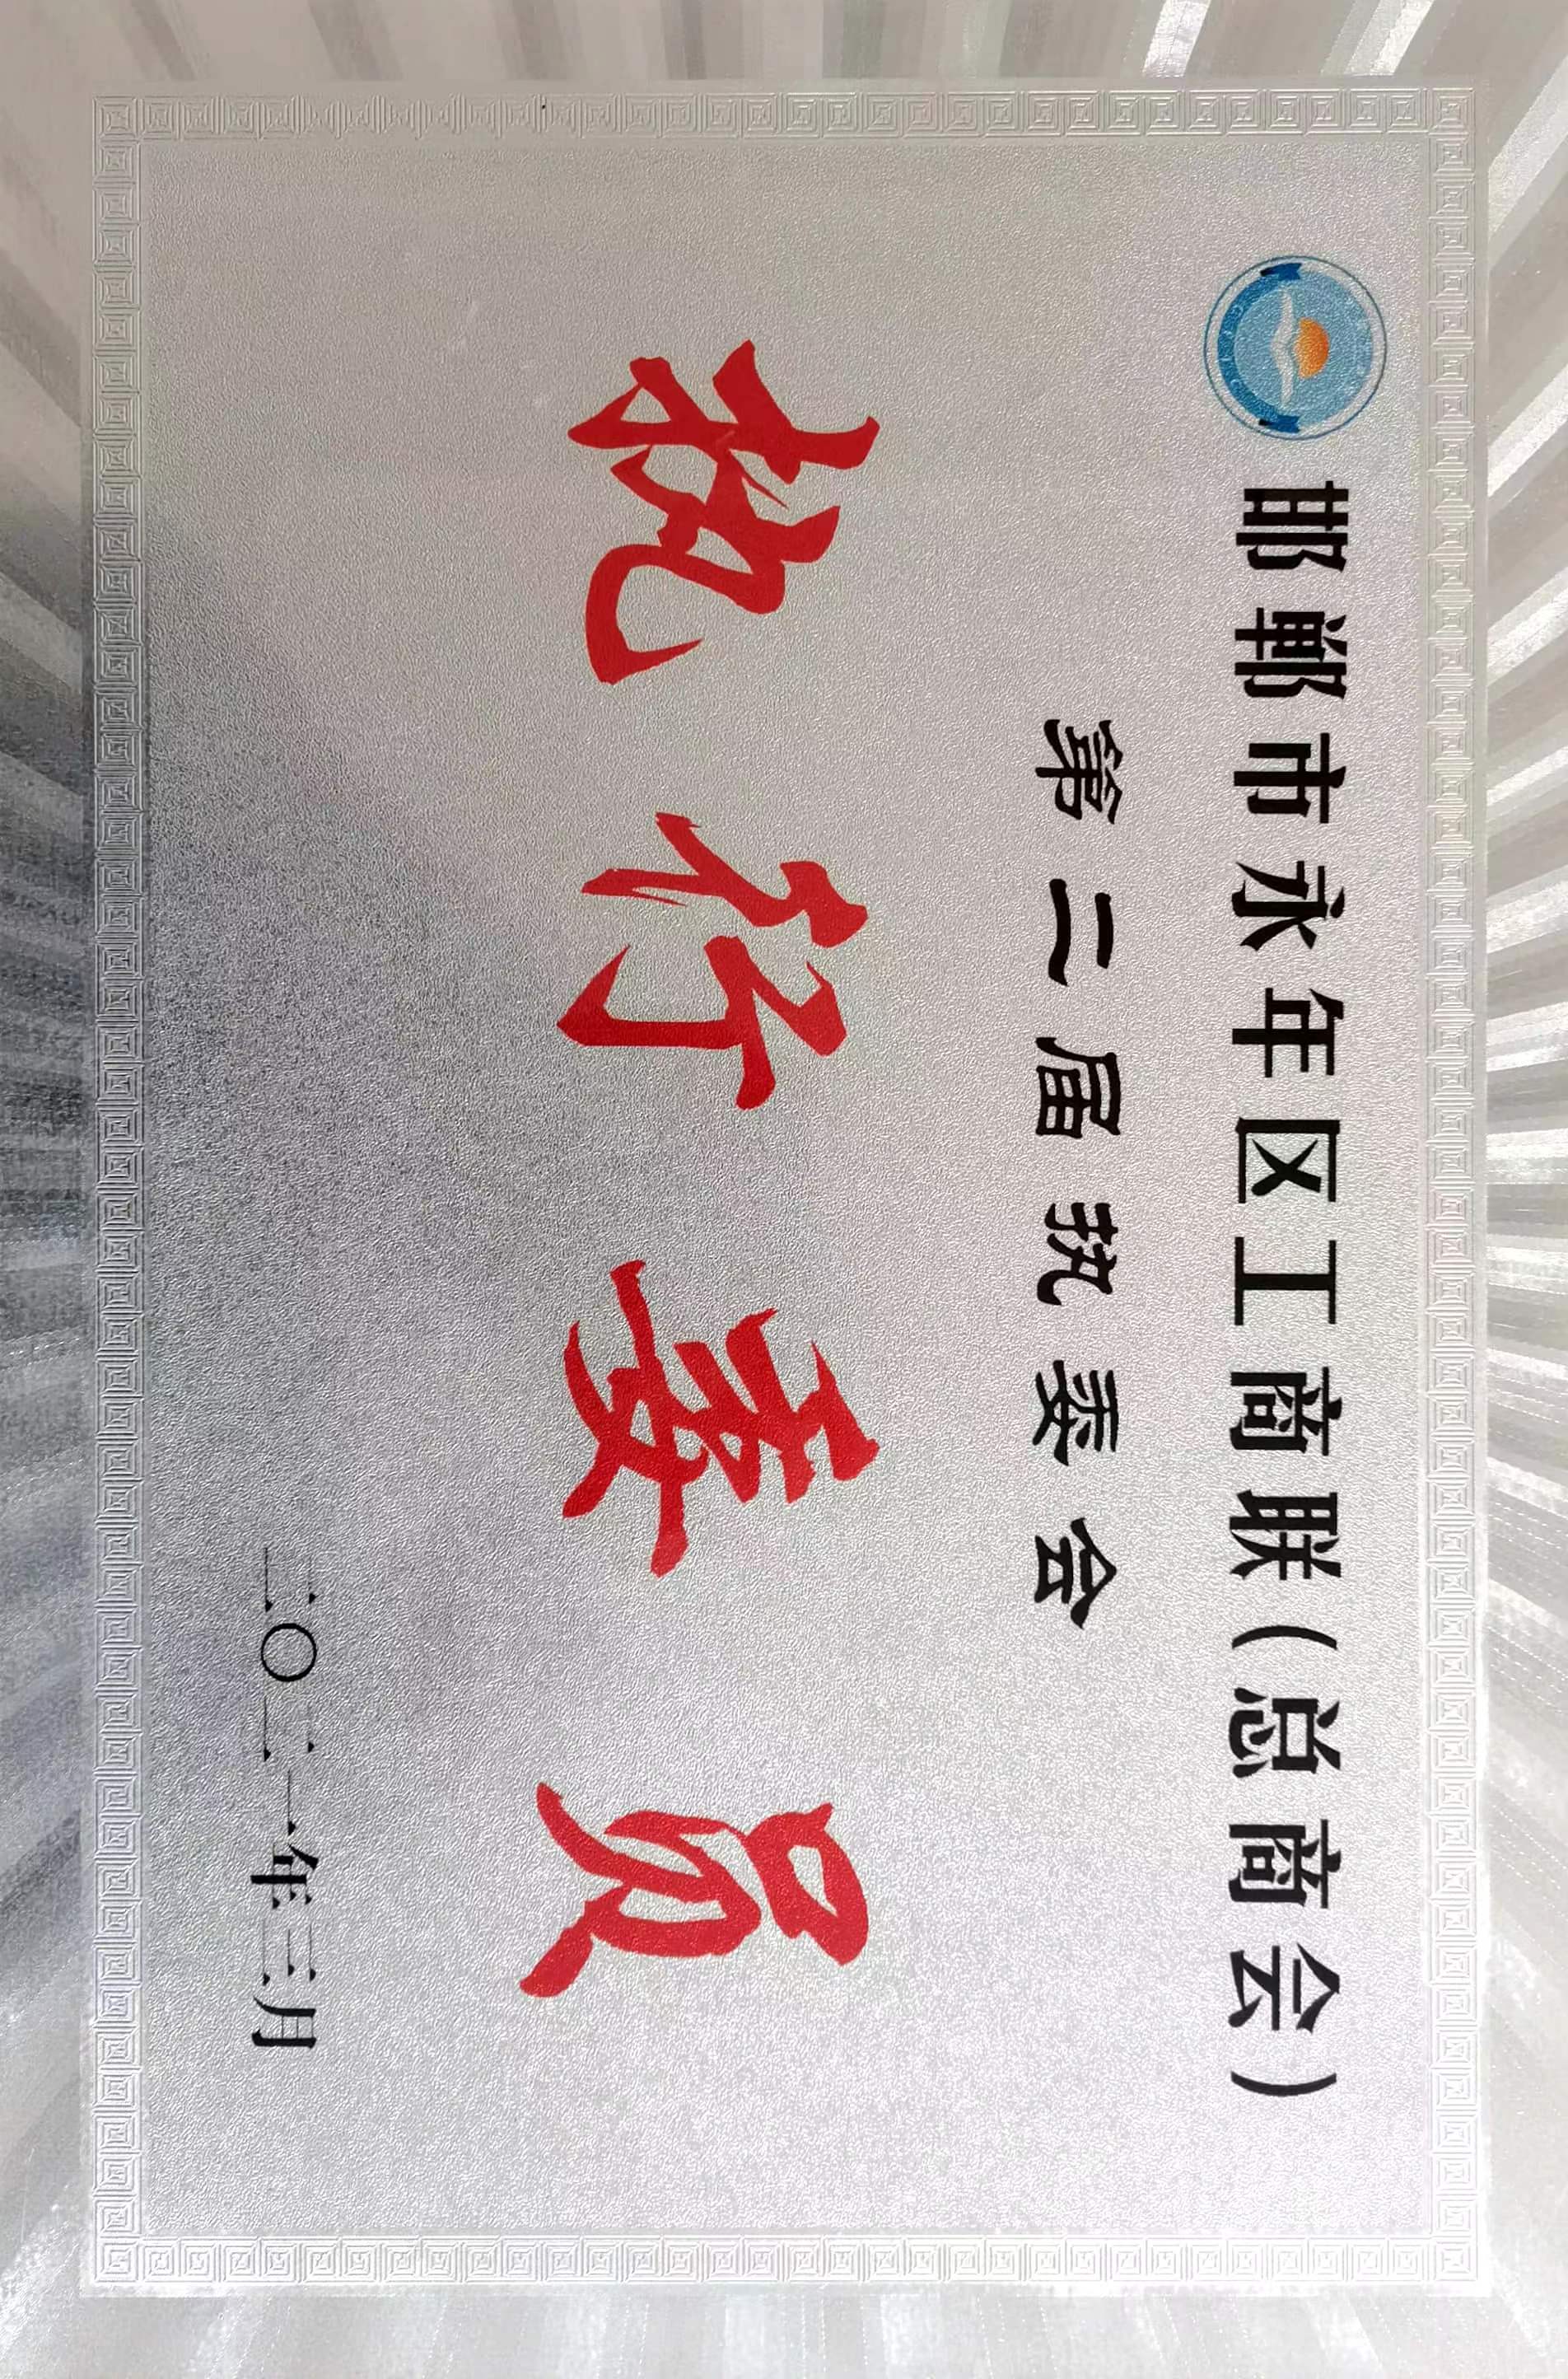 邯郸市永年区工商联(总商会)
第二届执委会
执行委员
二〇二一年三月